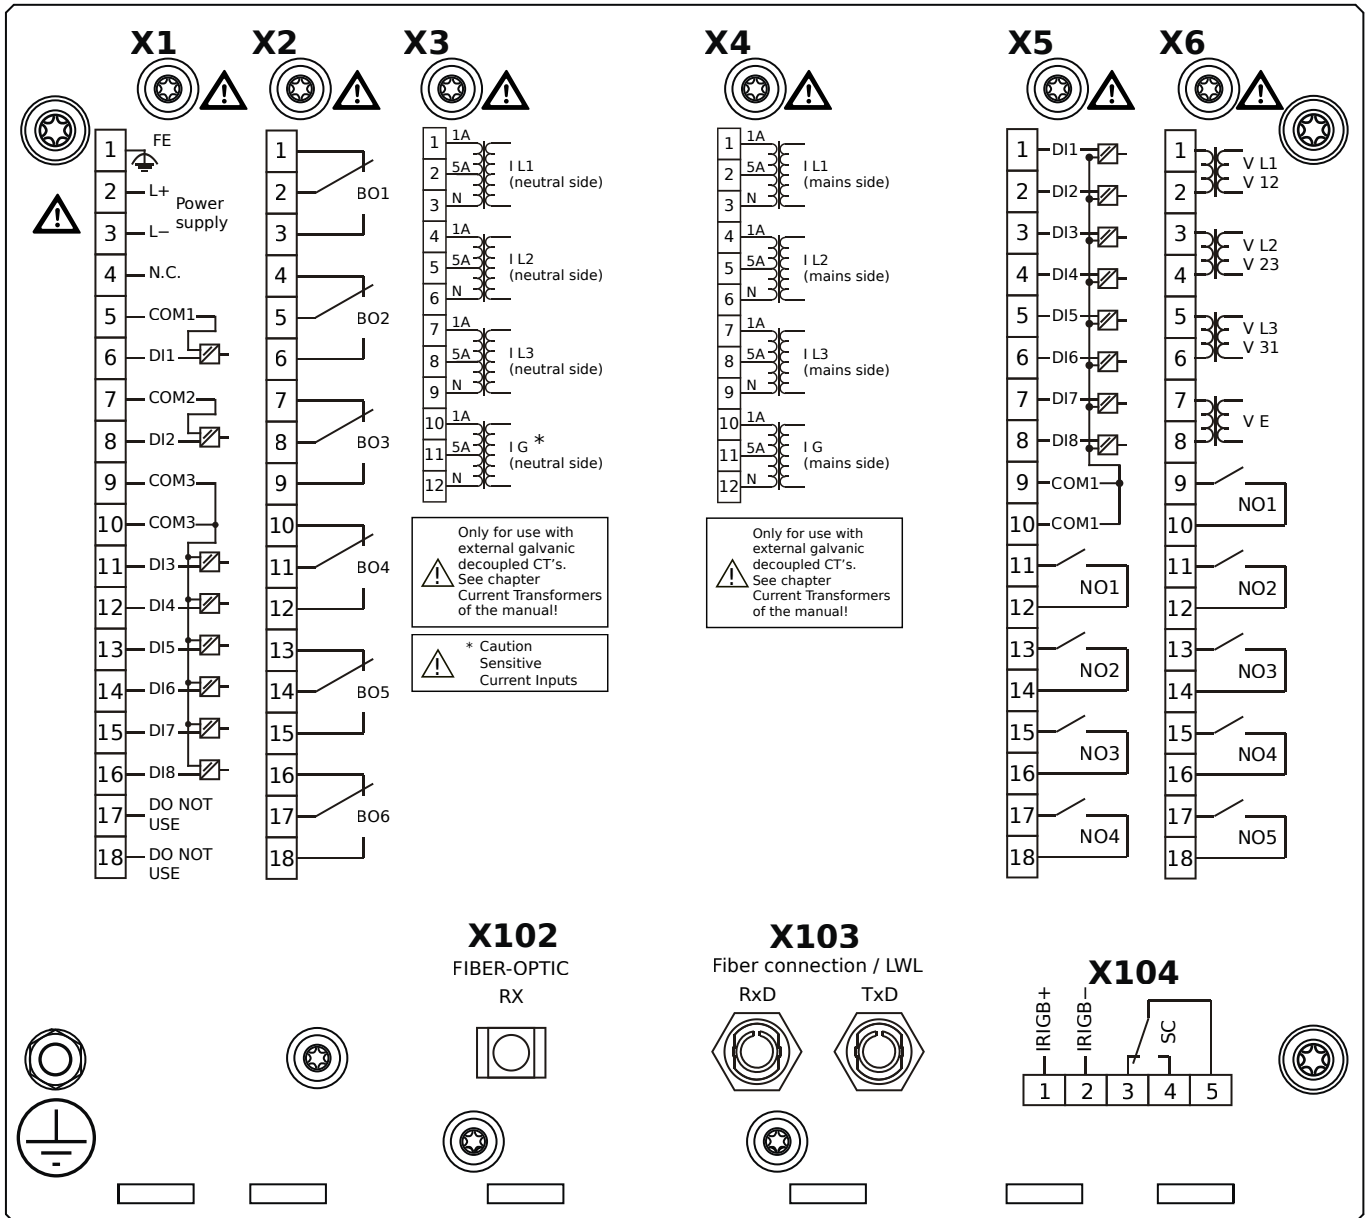 X1
X2
X3
X4
X5
X6
1
FE
2
L+
Power
supply
3
L−
4
N.C.
5
COM1
6
DI1
7
COM2
8
DI2
9
COM3
10
COM3
11
DI3
12
DI4
13
DI5
14
DI6
15
DI7
16
DI8
17
DO NOT
USE
18
DO NOT
USE
1
2
BO1
3
4
5
BO2
6
7
8
BO3
9
10
11
BO4
12
13
14
BO5
15
16
17
BO6
18
1 1A
2 5A
3 N
I L1
(neutral side)
4 1A
5 5A
6 N
I L2
(neutral side)
7 1A
8 5A
9 N
I L3
(neutral side)
10 1A
11 5A
12 N
I G *
(neutral side)
Only for use with
external galvanic
decoupled CT's.
See chapter
Current Transformers
of the manual!
* Caution
Sensitive
Current Inputs
1 1A
2 5A
3 N
I L1
(mains side)
4 1A
5 5A
6 N
I L2
(mains side)
7 1A
8 5A
9 N
I L3
(mains side)
10 1A
11 5A
12 N
I G
(mains side)
Only for use with
external galvanic
decoupled CT's.
See chapter
Current Transformers
of the manual!
1 DI1
2 DI2
3 DI3
4 DI4
5 DI5
6 DI6
7 DI7
8 DI8
9 COM1
10 COM1
11
NO1
12
13
NO2
14
15
NO3
16
17
NO4
18
1
V L1
V 12
2
3
V L2
V 23
4
5
V L3
V 31
6
7
V E
8
9
NO1
10
11
NO2
12
13
NO3
14
15
NO4
16
17
NO5
18
X102
FIBER-OPTIC
RX
X103
Fiber connection / LWL
RxD
TxD
X104
IRIGB+
IRIGB−
SC
1 2 3 4 5